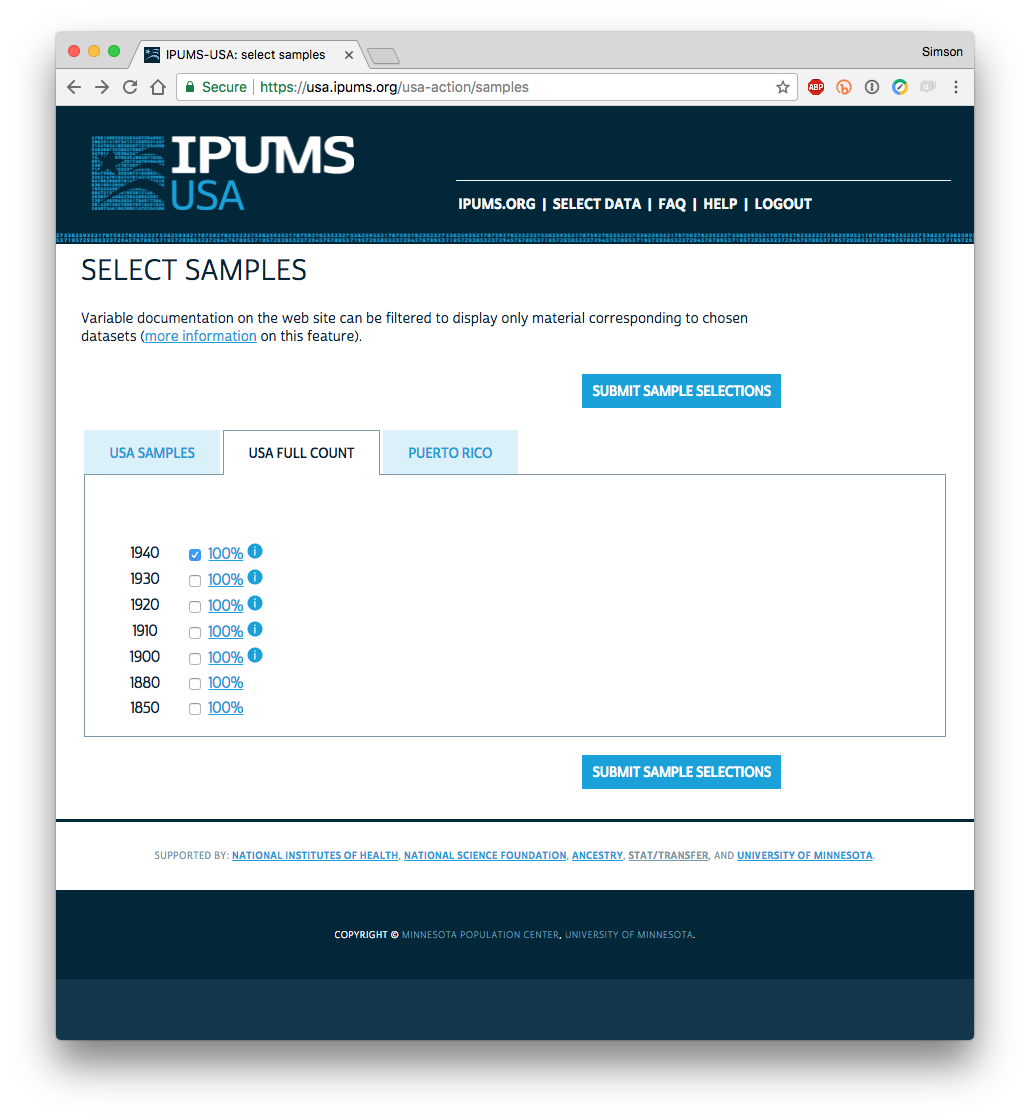 IPUMS-USA: select samples
Simson
Secure https://usa.ipums.org/usa-action/samples
ABP
IPUMS
USA
IPUMS.ORG | SELECT DATA | FAQ | HELP | LOGOUT
SELECT SAMPLES
Variable documentation on the web site can be filtered to display only material corresponding to chosen
datasets (more information on this feature).
SUBMIT SAMPLE SELECTIONS
USA SAMPLES USA FULL COUNT PUERTO RICO
1940 100% i
1930 100% i
1920 100% i
1910 100% i
1900 100% i
1880 100%
1850 100%
SUBMIT SAMPLE SELECTIONS
SUPPORTED BY: NATIONAL INSTITUTES OF HEALTH, NATIONAL SCIENCE FOUNDATION, ANCESTRY, STAT/TRANSFER, AND UNIVERSITY OF MINNESOTA.
COPYRIGHT © MINNESOTA POPULATION CENTER, UNIVERSITY OF MINNESOTA.